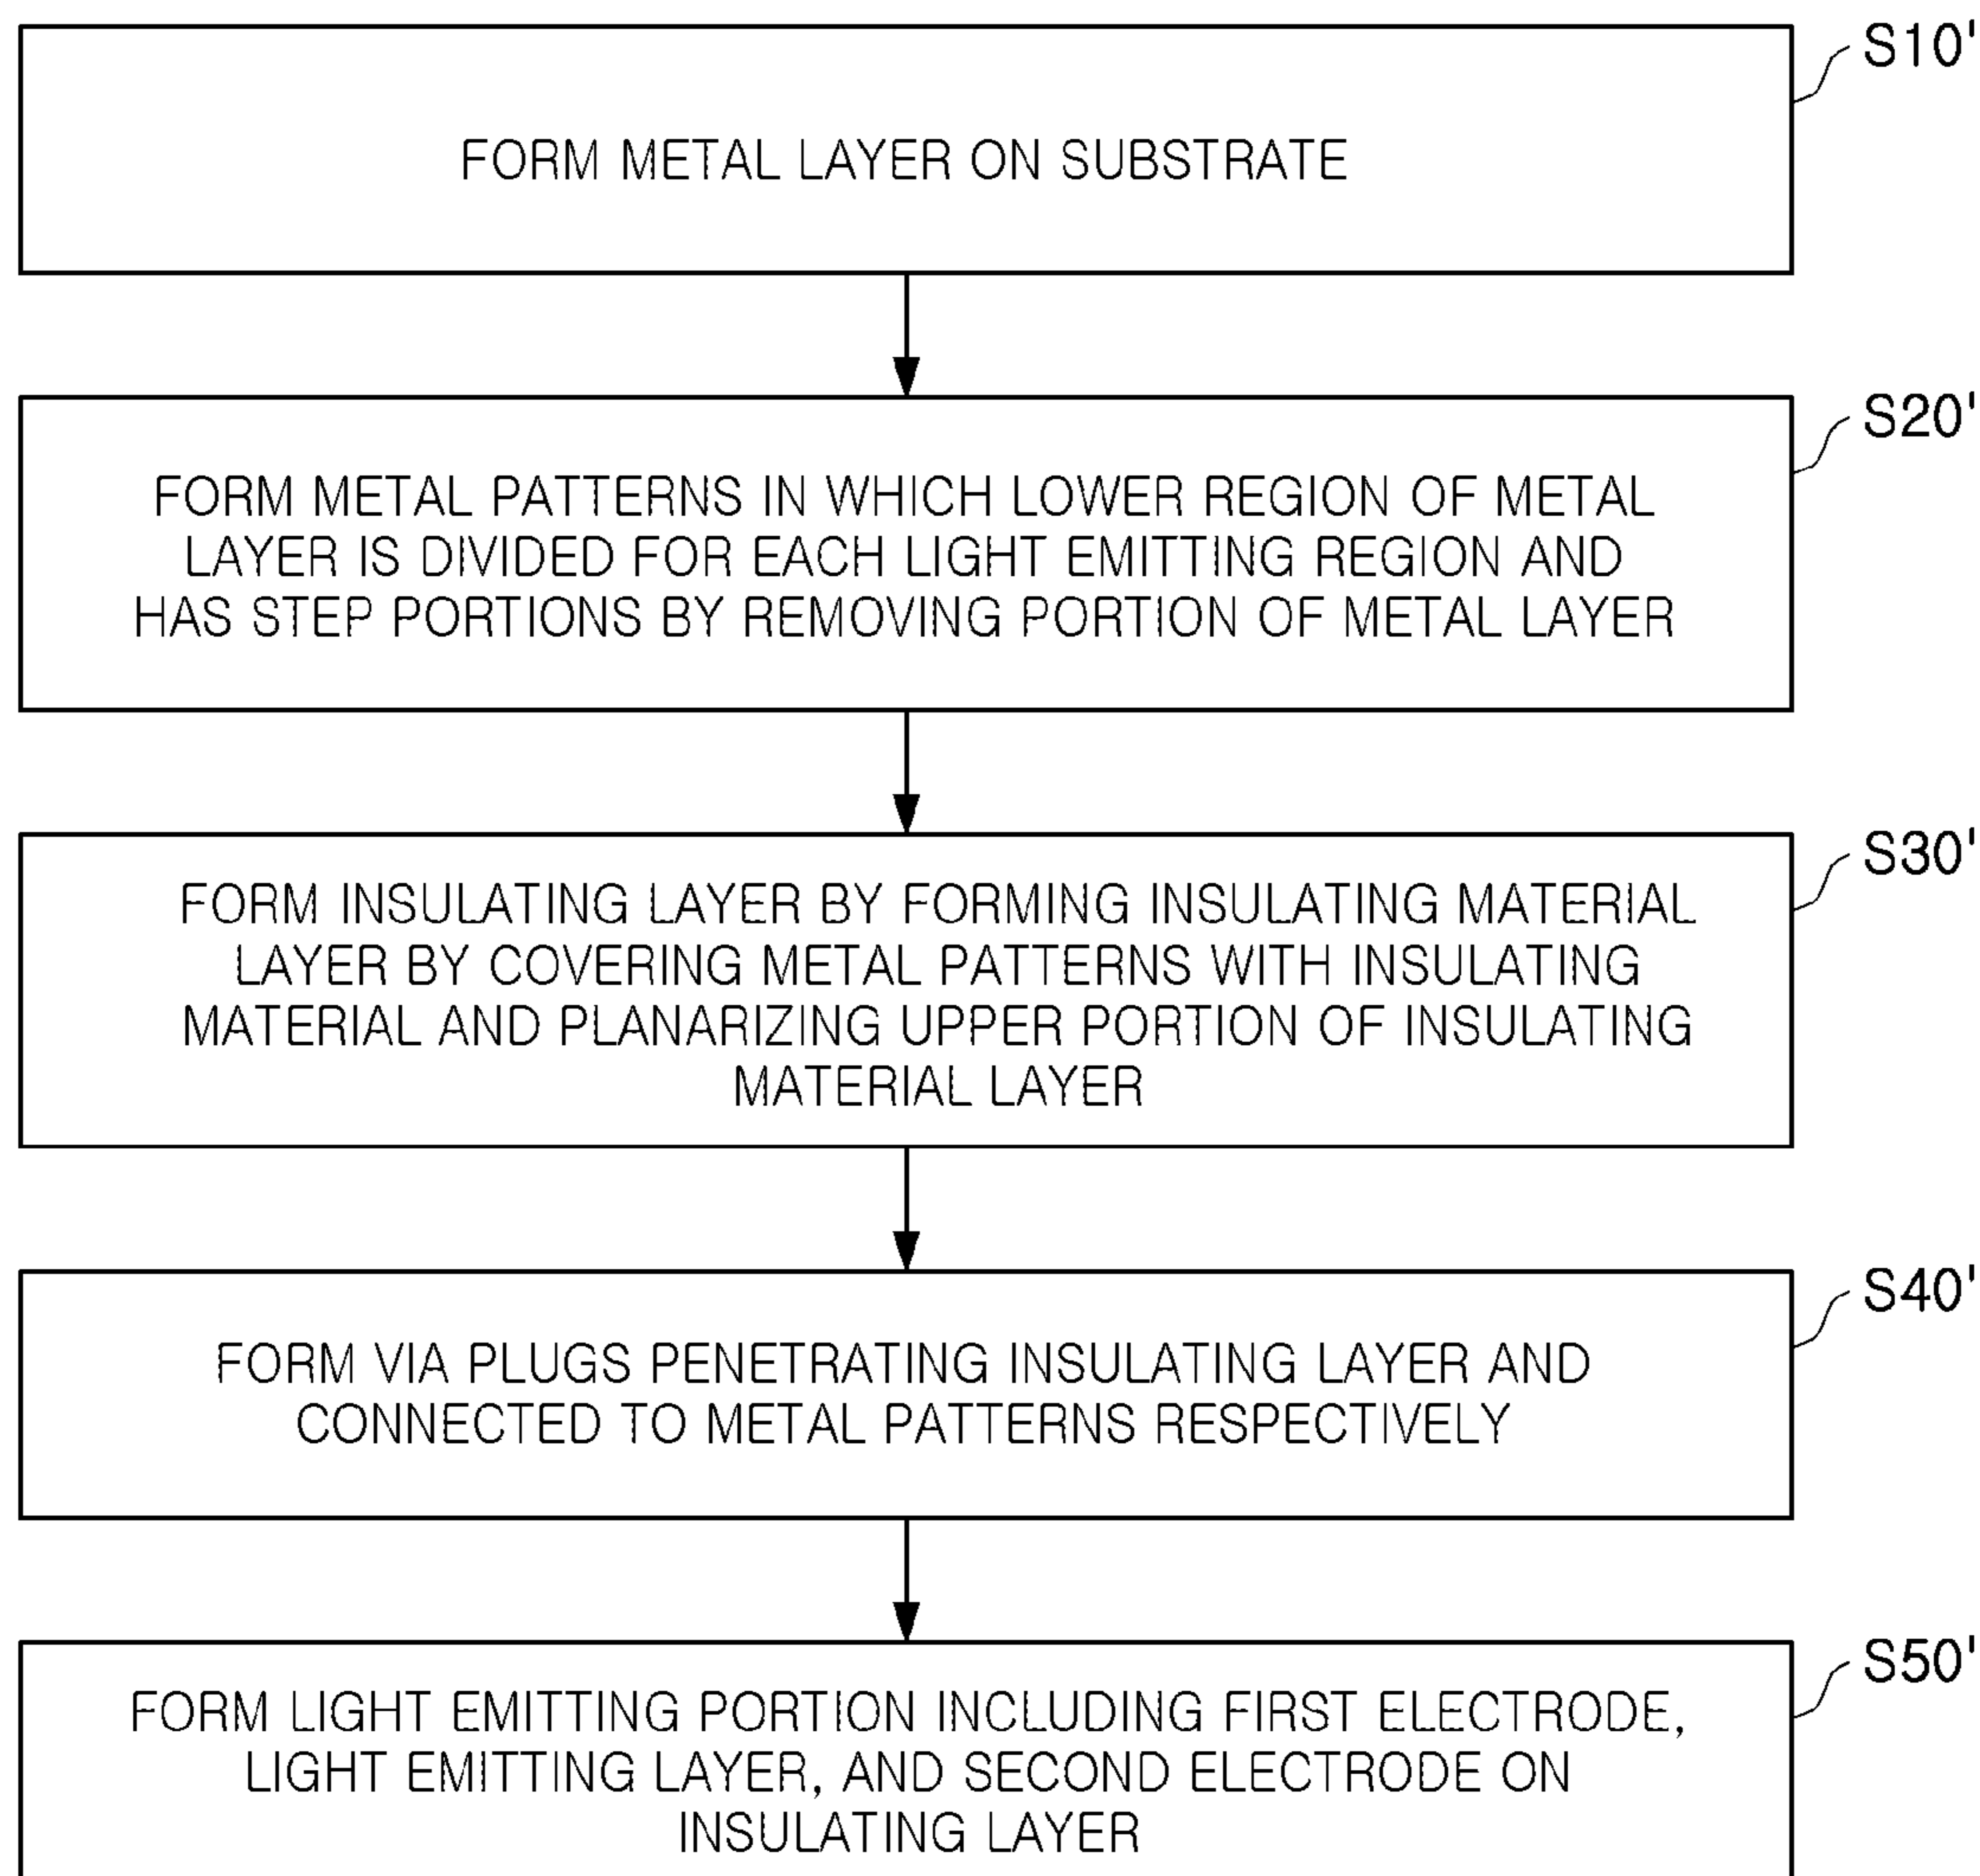 S10'
FORM METAL LAYER ON SUBSTRATE
S20'
FORM METAL PATTERNS IN WHICH LOWER REGION OF METAL
LAYER IS DIVIDED FOR EACH LIGHT EMITTING REGION AND
HAS STEP PORTIONS BY REMOVING PORTION OF METAL LAYER
S30'
FORM INSULATING LAYER BY FORMING INSULATING MATERIAL
LAYER BY COVERING METAL PATTERNS WITH INSULATING
MATERIAL AND PLANARIZING UPPER PORTION OF INSULATING
MATERIAL LAYER
S40'
FORM VIA PLUGS PENETRATING INSULATING LAYER AND
CONNECTED TO METAL PATTERNS RESPECTIVELY
S50'
FORM LIGHT EMITTING PORTION INCLUDING FIRST ELECTRODE,
LIGHT EMITTING LAYER, AND SECOND ELECTRODE ON
INSULATING LAYER